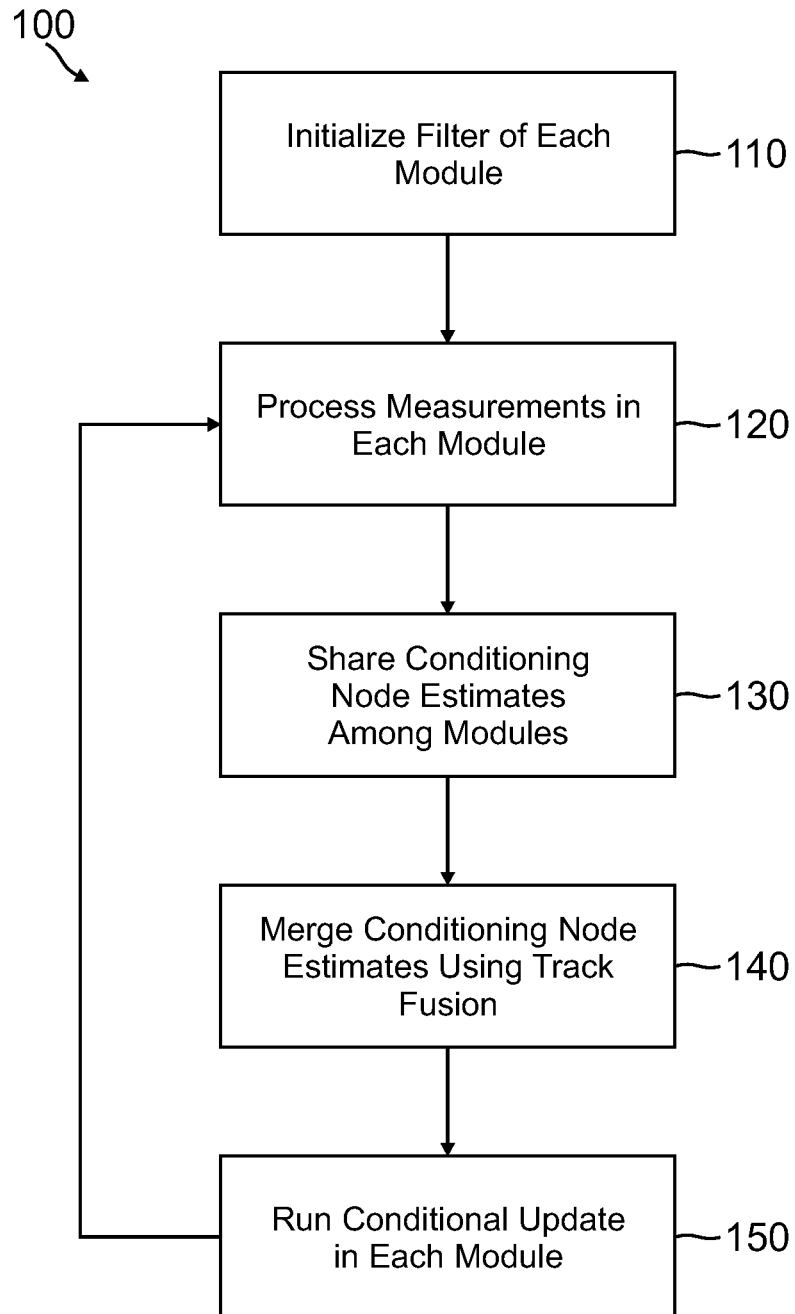 100
Initialize Filter of Each
Module
110
Process Measurements in
Each Module
120
Share Conditioning
Node Estimates
Among Modules
130
Merge Conditioning Node
Estimates Using Track
Fusion
140
Run Conditional Update
in Each Module
150